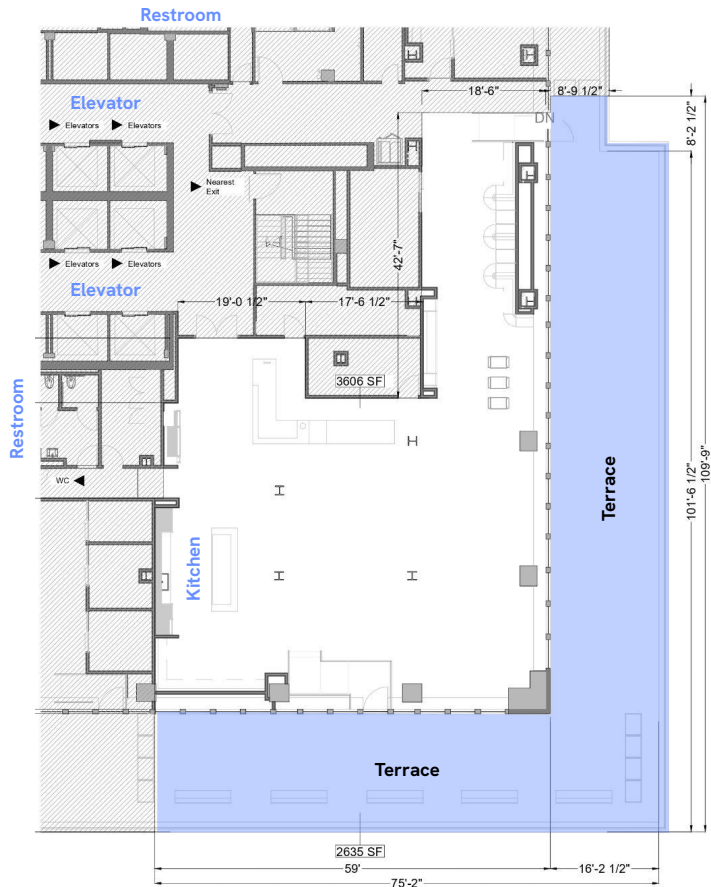 Restroom
18'-6"
8'-9 1/2"
8'-2 1/2"
Elevator
DN
Elevators
Elevators
Nearest
Exit
42'-7"
Elevators
Elevators
Elevator
19'-0 1/2"
17'-6 1/2"
3606 SF
Restroom
WC
Kitchen
Terrace
101'-6 1/2"
109'-9"
Terrace
2635 SF
59'
16'-2 1/2"
75'-2"